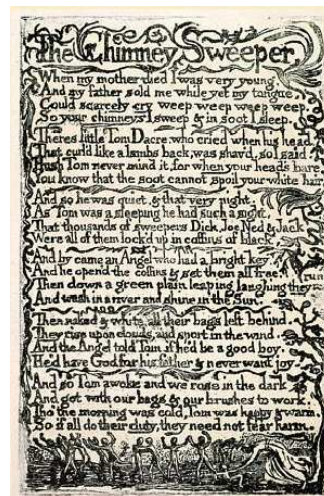 The Chimney Sweeper
When my mother died I was very young
And my father sold me while yet my tongue
Could scarcely cry weep weep weep weep.
So your chimneys I sweep & in soot I sleep.
Theres little Tom Dacre, who cried when his head
That curl'd like a lambs back, was shav'd, so I said.
Hush Tom never mind it, for when your heads bare,
You know that the soot cannot spoil your white hair
And so he was quiet, & that very night,
As Tom was a sleeping he had such a sight,
That thousands of sweepers Dick, Joe, Ned & Jack
Were all of them lock'd up in coffins of black,
And by came an Angel who had a bright key,
And he open'd the coffins & set them all free.
Then down a green plain leaping laughing they run
And wash in a river and shine in the Sun.
Then naked & white, all their bags left behind,
They rise upon clouds, and sport in the wind.
And the Angel told Tom, if he'd be a good boy,
He'd have God for his father & never want joy.
And so Tom awoke and we rose in the dark
And got with our bags & our brushes to work.
Tho' the morning was cold, Tom was happy & warm.
So if all do their duty, they need not fear harm.